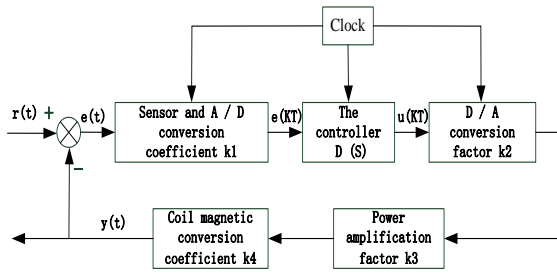 Clock
r(t)
+
e(t)
Sensor and A / D
conversion
coefficient k1
e(KT)
The
controller
D (S)
u(KT)
D / A
conversion
factor k2
−
y(t)
Coil magnetic
conversion
coefficient k4
Power
amplification
factor k3